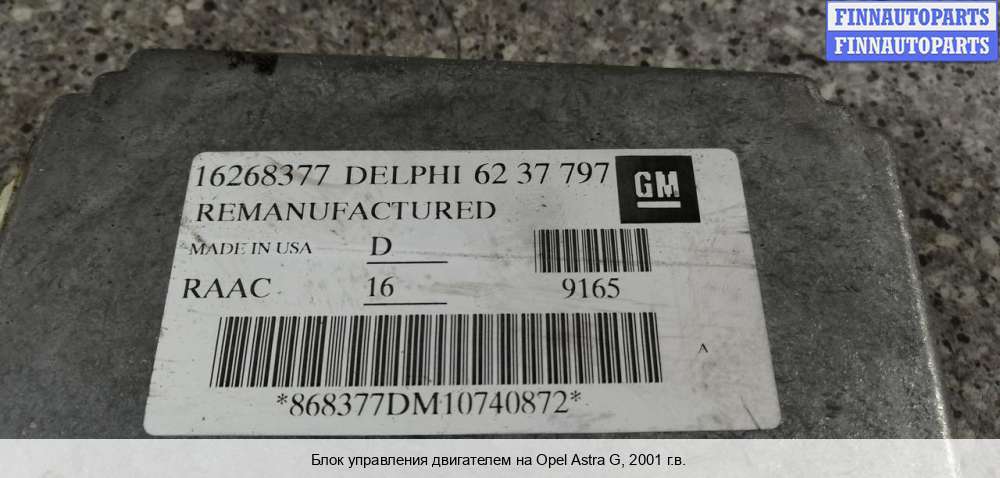 FINNAUTOPARTS
FINNAUTOPARTS
16268377 DELPHI 62 37 797 GM
REMANUFACTURED
MADE IN USA D
RAAC 16 9165
A
*868377DM10740872*
Блок управления двигателем на Opel Astra G, 2001 г.в.